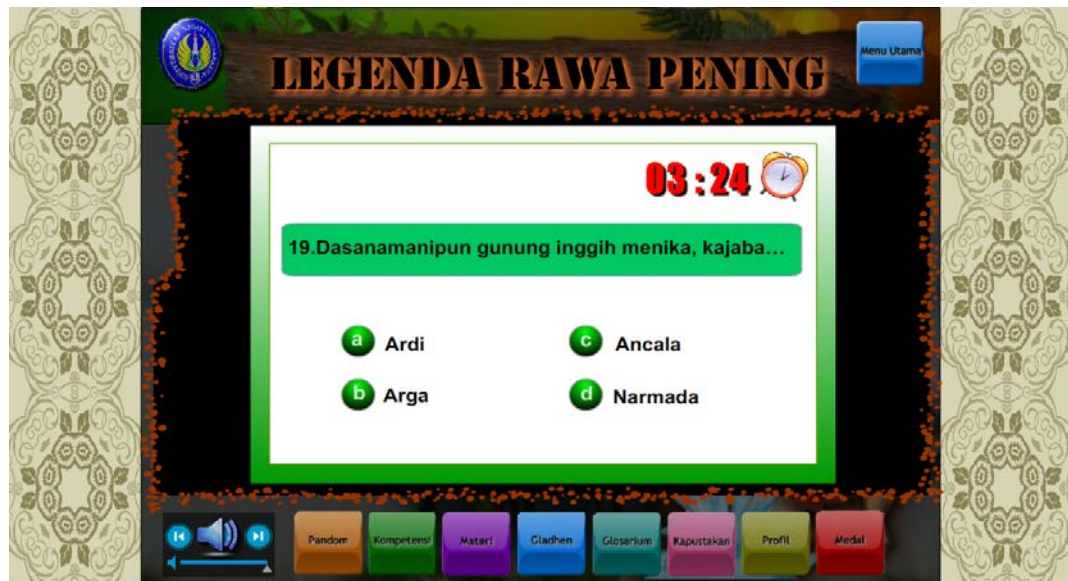 LEGENDA RAWA PENING
Menu Utama
03 : 24
19.Dasanamanipun gunung inggih menika, kajaba...
a Ardi
b Arga
c Ancala
d Narmada
Pandom
Kompetensi
Materi
Gladhen
Glosarium
Kapustakan
Profil
Medal